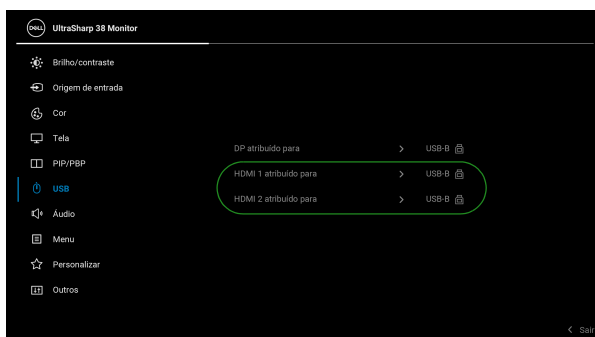 DELL UltraSharp 38 Monitor
Brilho/contraste
Origem de entrada
Cor
Tela
DP atribuído para > USB-B
PIP/PBP
HDMI 1 atribuído para > USB-B
USB
HDMI 2 atribuído para > USB-B
Áudio
Menu
Personalizar
Outros
< Sair